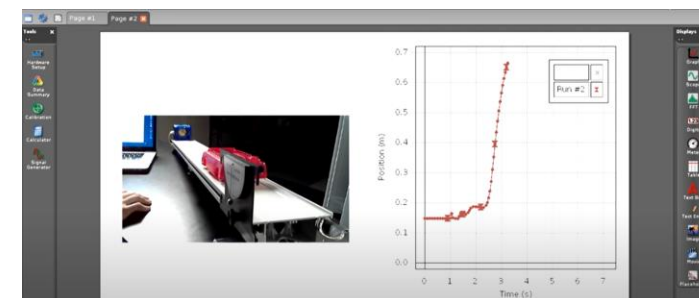 Page #1 Page #2
Tools
Displays
Hardware
Setup
Data
Summary
Calibration
Calculator
Signal
Generator
Run #2
Position (m)
0.7
0.6
0.5
0.4
0.3
0.2
0.1
0.0
0 1 2 3 4 5 6 7
Time (s)